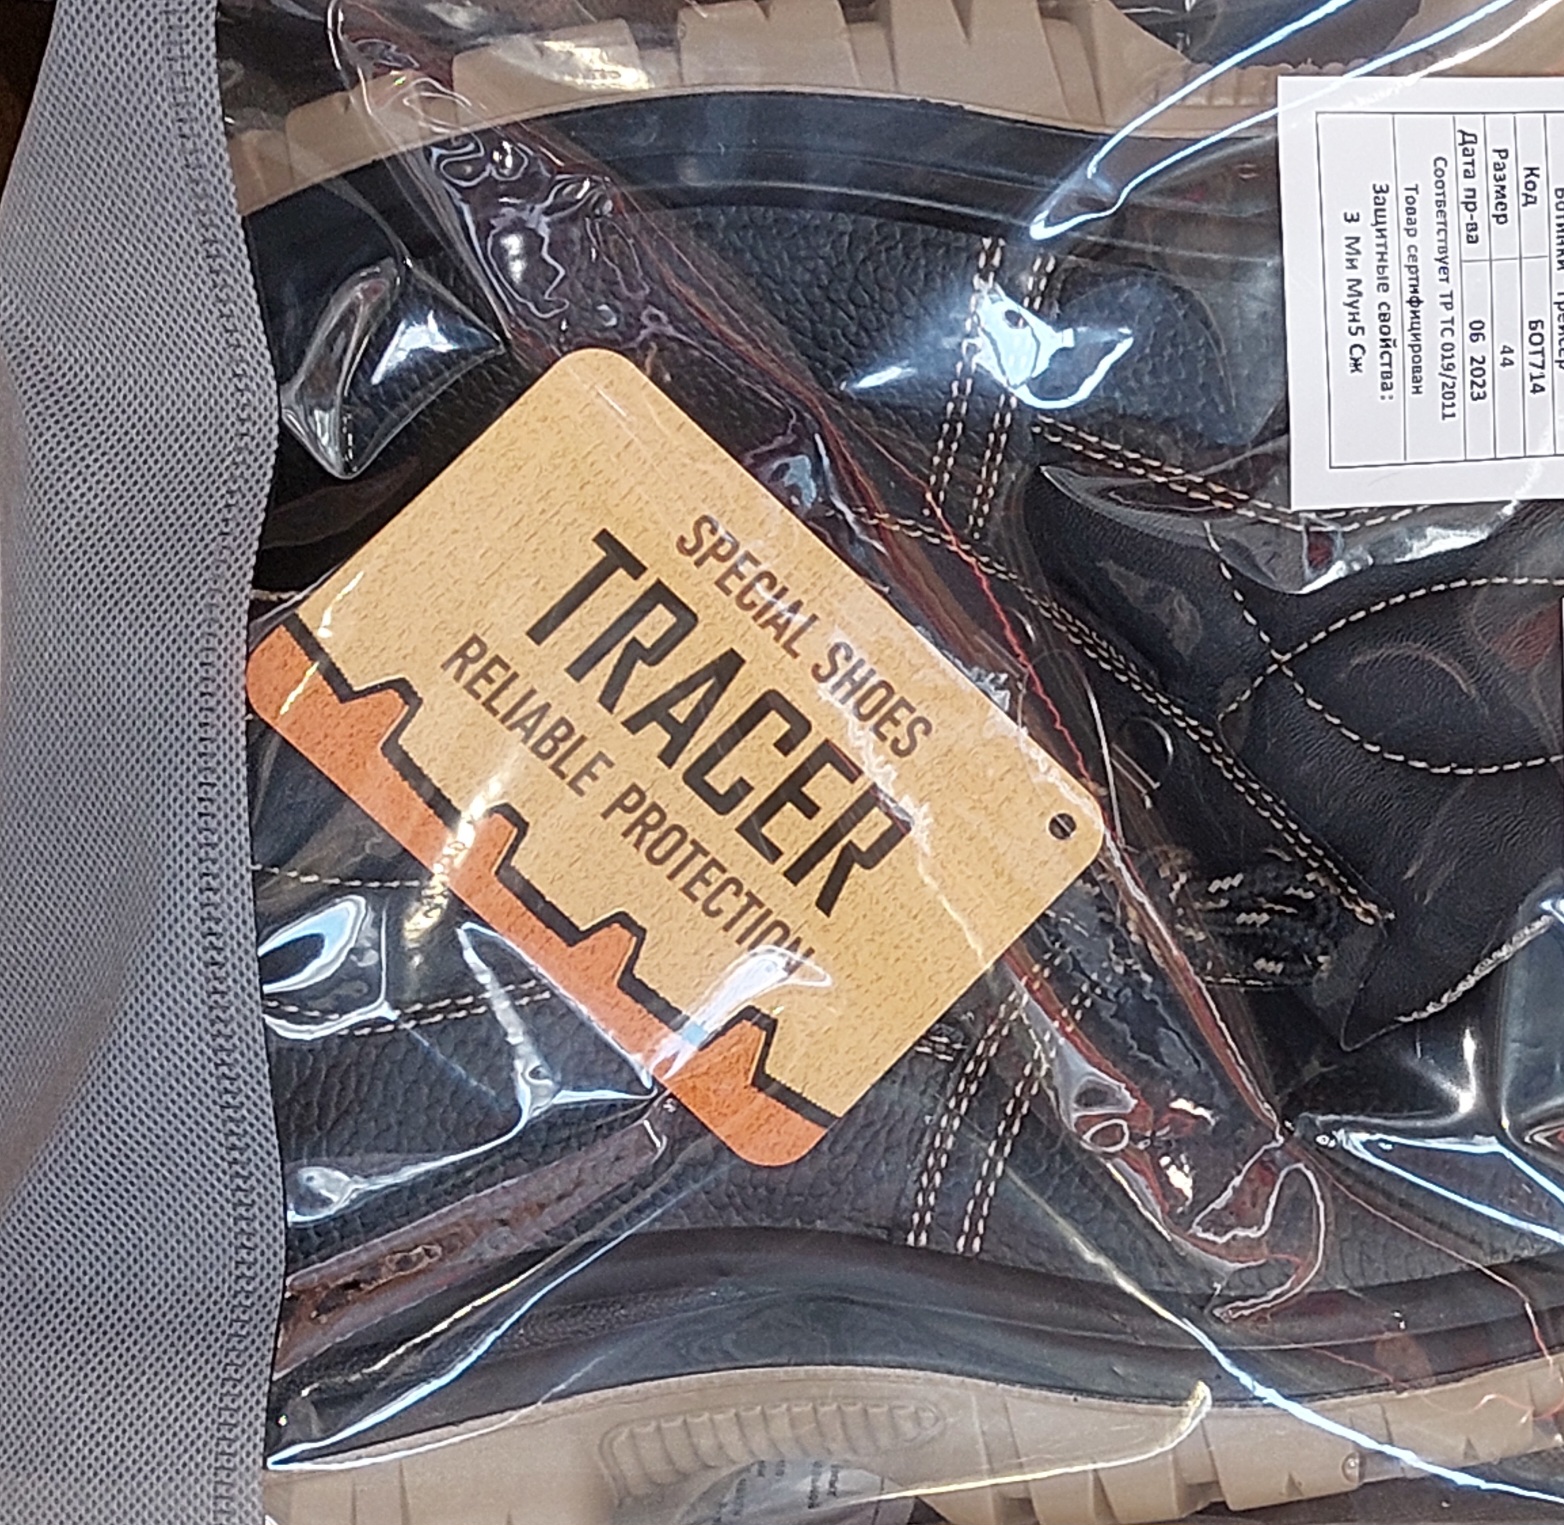 SPECIAL SHOES
TRACER
RELIABLE PROTECTION
Код БОТ714
Размер 44
Дата пр-ва 06 2023
Соответствует ТР ТС 019/2011
Товар сертифицирован
Защитные свойства:
З Ми Мун5 Сж